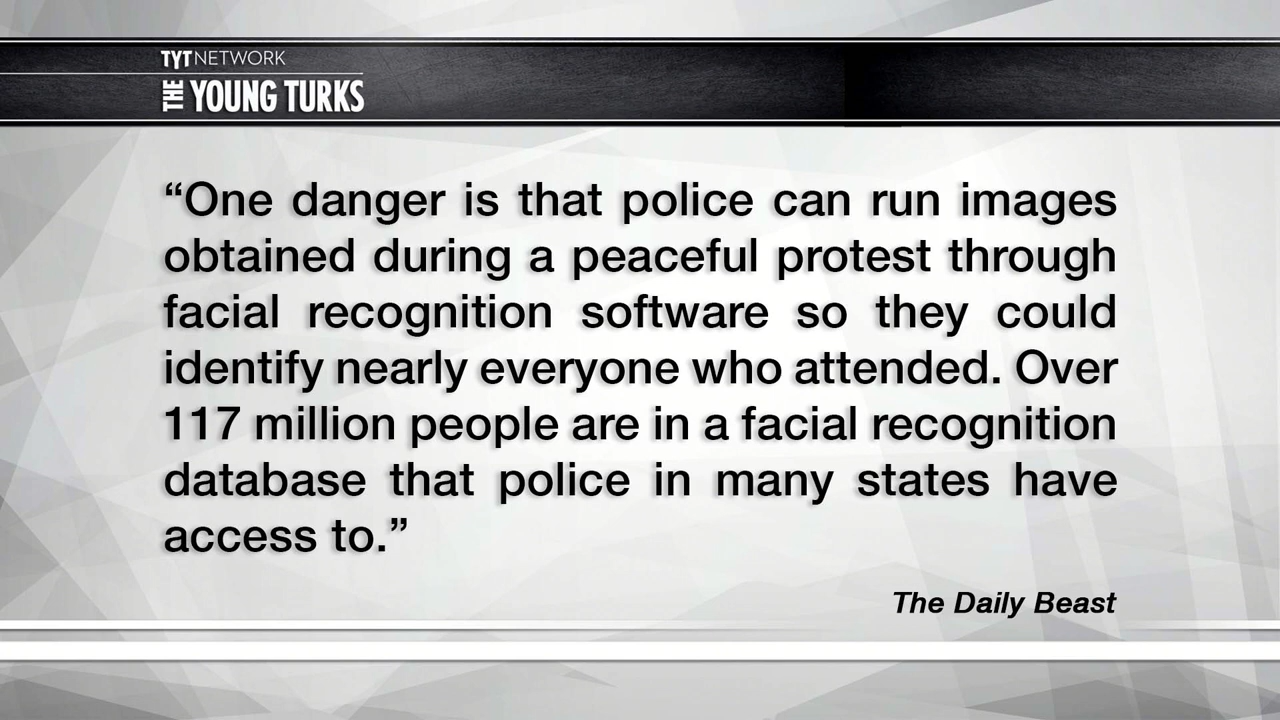 TYT NETWORK
THE YOUNG TURKS
“One danger is that police can run images
obtained during a peaceful protest through
facial recognition software so they could
identify nearly everyone who attended. Over
117 million people are in a facial recognition
database that police in many states have
access to.”
The Daily Beast